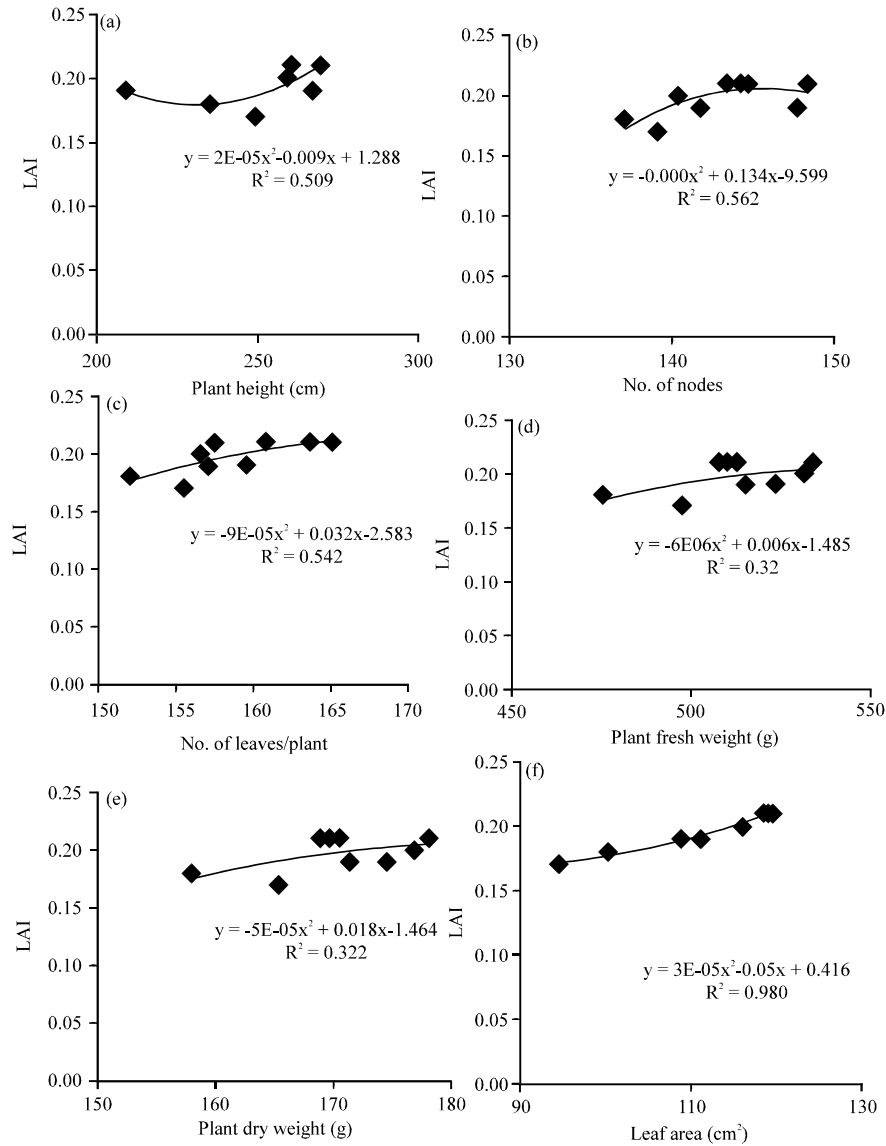 (a)
0.25
0.20
0.15
0.10
0.05
0.00
LAI
y = 2E-05x²-0.009x + 1.288
R² = 0.509
200 250 300
Plant height (cm)
(b)
0.25
0.20
0.15
0.10
0.05
0.00
LAI
y = -0.000x² + 0.134x-9.599
R² = 0.562
130 140 150
No. of nodes
(c)
0.25
0.20
0.15
0.10
0.05
0.00
LAI
y = -9E-05x² + 0.032x-2.583
R² = 0.542
150 155 160 165 170
No. of leaves/plant
(d)
0.25
0.20
0.15
0.10
0.05
0.00
LAI
y = -6E06x² + 0.006x-1.485
R² = 0.32
450 500 550
Plant fresh weight (g)
(e)
0.25
0.20
0.15
0.10
0.05
0.00
LAI
y = -5E-05x² + 0.018x-1.464
R² = 0.322
150 160 170 180
Plant dry weight (g)
(f)
0.25
0.20
0.15
0.10
0.05
0.00
LAI
y = 3E-05x²-0.05x + 0.416
R² = 0.980
90 110 130
Leaf area (cm²)